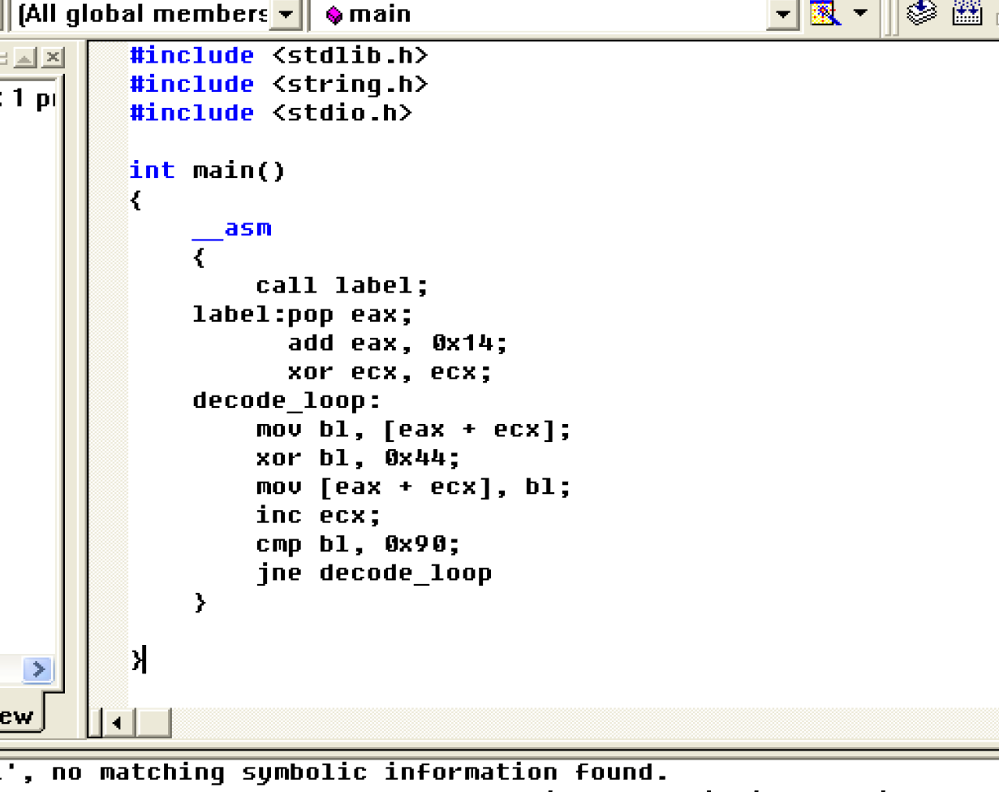 (All global members main
: 1 p
#include <stdlib.h>
#include <string.h>
#include <stdio.h>
int main()
{
__asm
{
call label;
label:pop eax;
add eax, 0x14;
xor ecx, ecx;
decode_loop:
mov bl, [eax + ecx];
xor bl, 0x44;
mov [eax + ecx], bl;
inc ecx;
cmp bl, 0x90;
jne decode_loop
}
}
ew
', no matching symbolic information found.